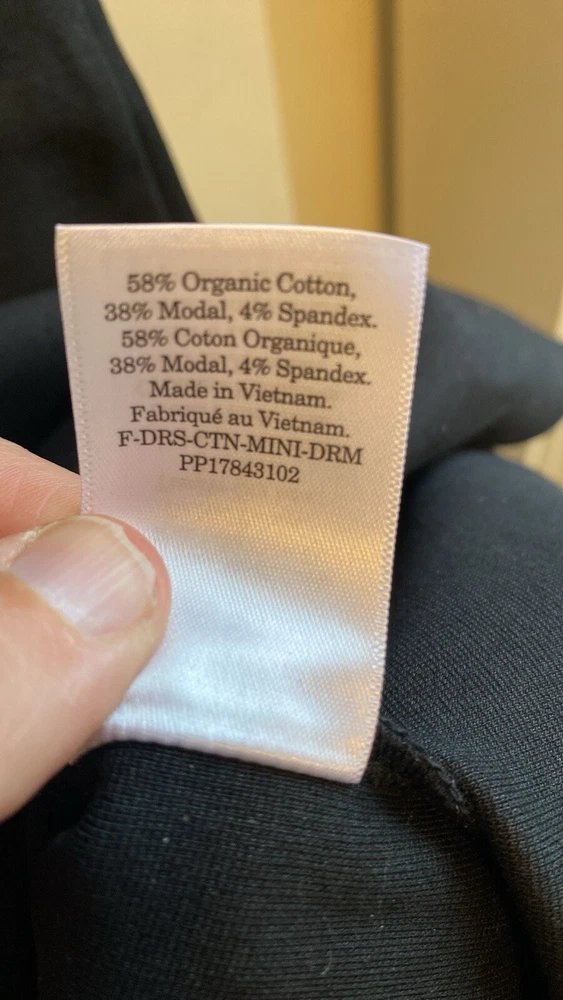 58% Organic Cotton,
38% Modal, 4% Spandex.
58% Coton Organique,
38% Modal, 4% Spandex.
Made in Vietnam.
Fabriqué au Vietnam.
F-DRS-CTN-MINI-DRM
PP17843102